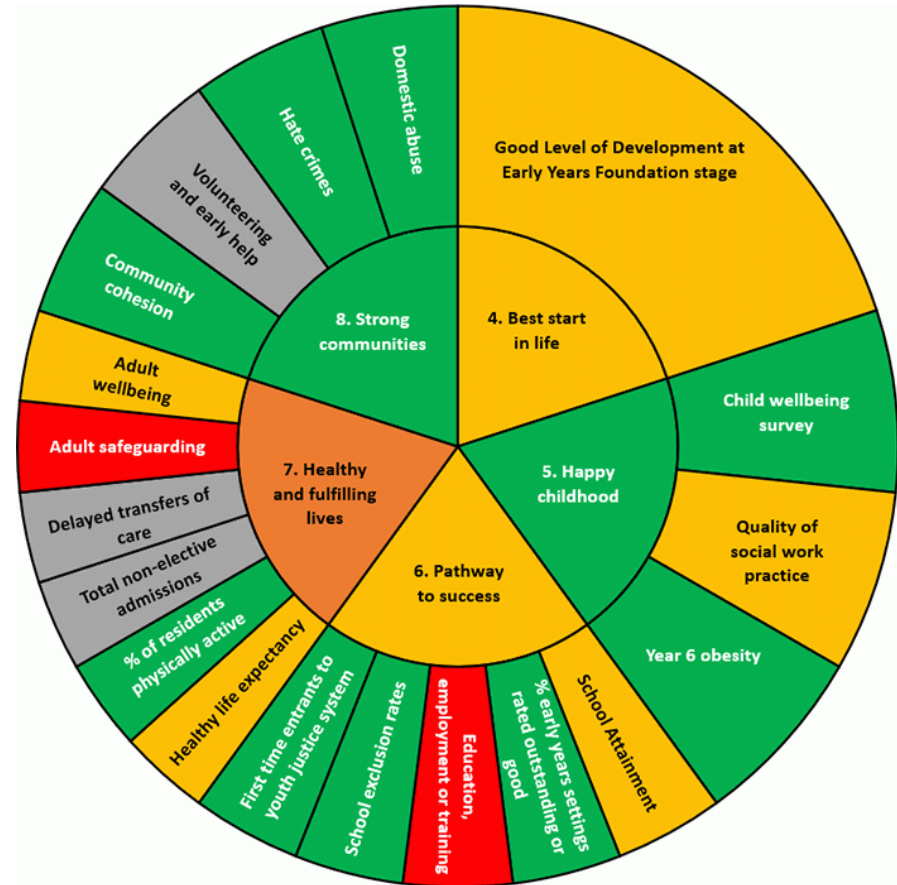 Good Level of Development at
Early Years Foundation stage
4. Best start
in life
Child wellbeing
survey
Quality of
social work
practice
Year 6 obesity
5. Happy
childhood
School Attainment
% early years settings
rated outstanding or
good
Education,
employment or training
School exclusion rates
First time entrants to
youth justice system
6. Pathway
to success
Healthy life expectancy
% of residents
physically active
Total non-elective
admissions
Delayed transfers of
care
Adult safeguarding
Adult
wellbeing
7. Healthy
and fulfilling
lives
Community
cohesion
Volunteering
and early help
Hate crimes
Domestic abuse
8. Strong
communities